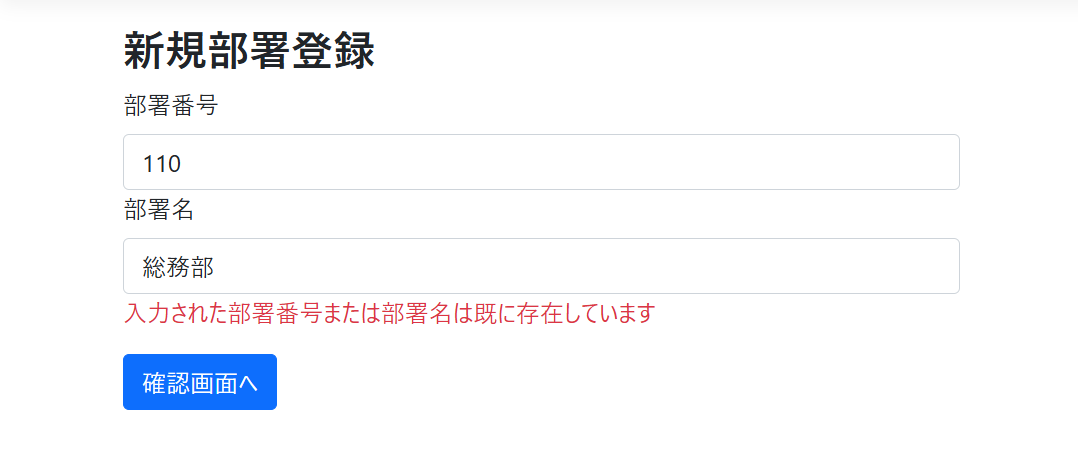 新規部署登録
部署番号
110
部署名
総務部
入力された部署番号または部署名は既に存在しています
確認画面へ